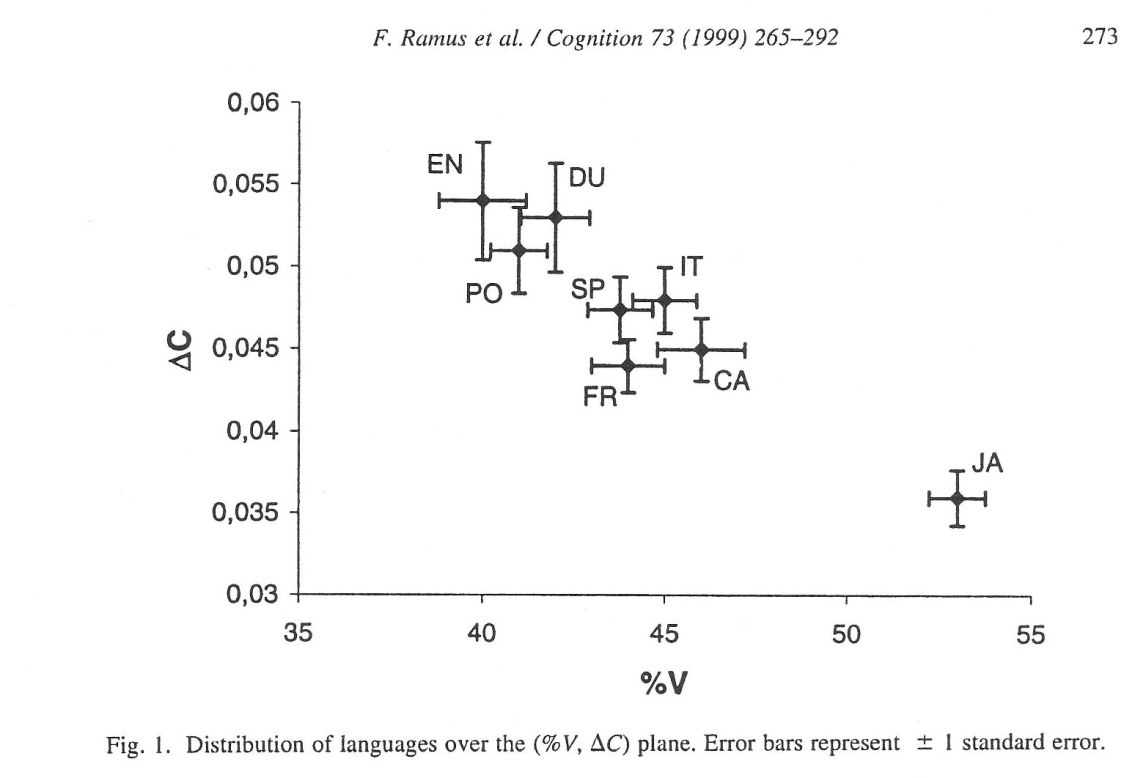 F. Ramus et al. / Cognition 73 (1999) 265–292 273
0,06
EN
DU
0,055
IT
0,05
SP
PO
ΔC
0,045
CA
FR
0,04
JA
0,035
0,03
35 40 45 50 55
%V
Fig. 1. Distribution of languages over the (%V, ΔC) plane. Error bars represent ± 1 standard error.